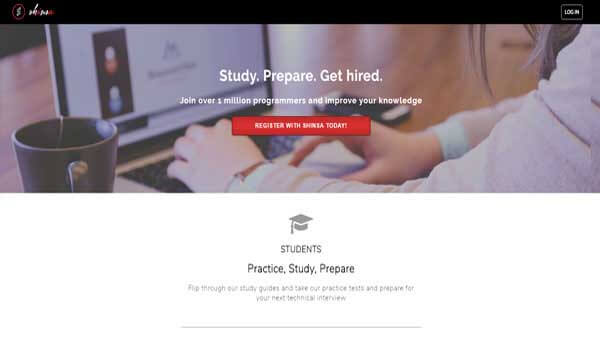 LOG IN
Study. Prepare. Get hired.
Join over 1 million programmers and improve your knowledge
REGISTER WITH SHINSA TODAY!
STUDENTS
Practice, Study, Prepare
Flip through our study guides and take our practice tests and prepare for
your next technical interview